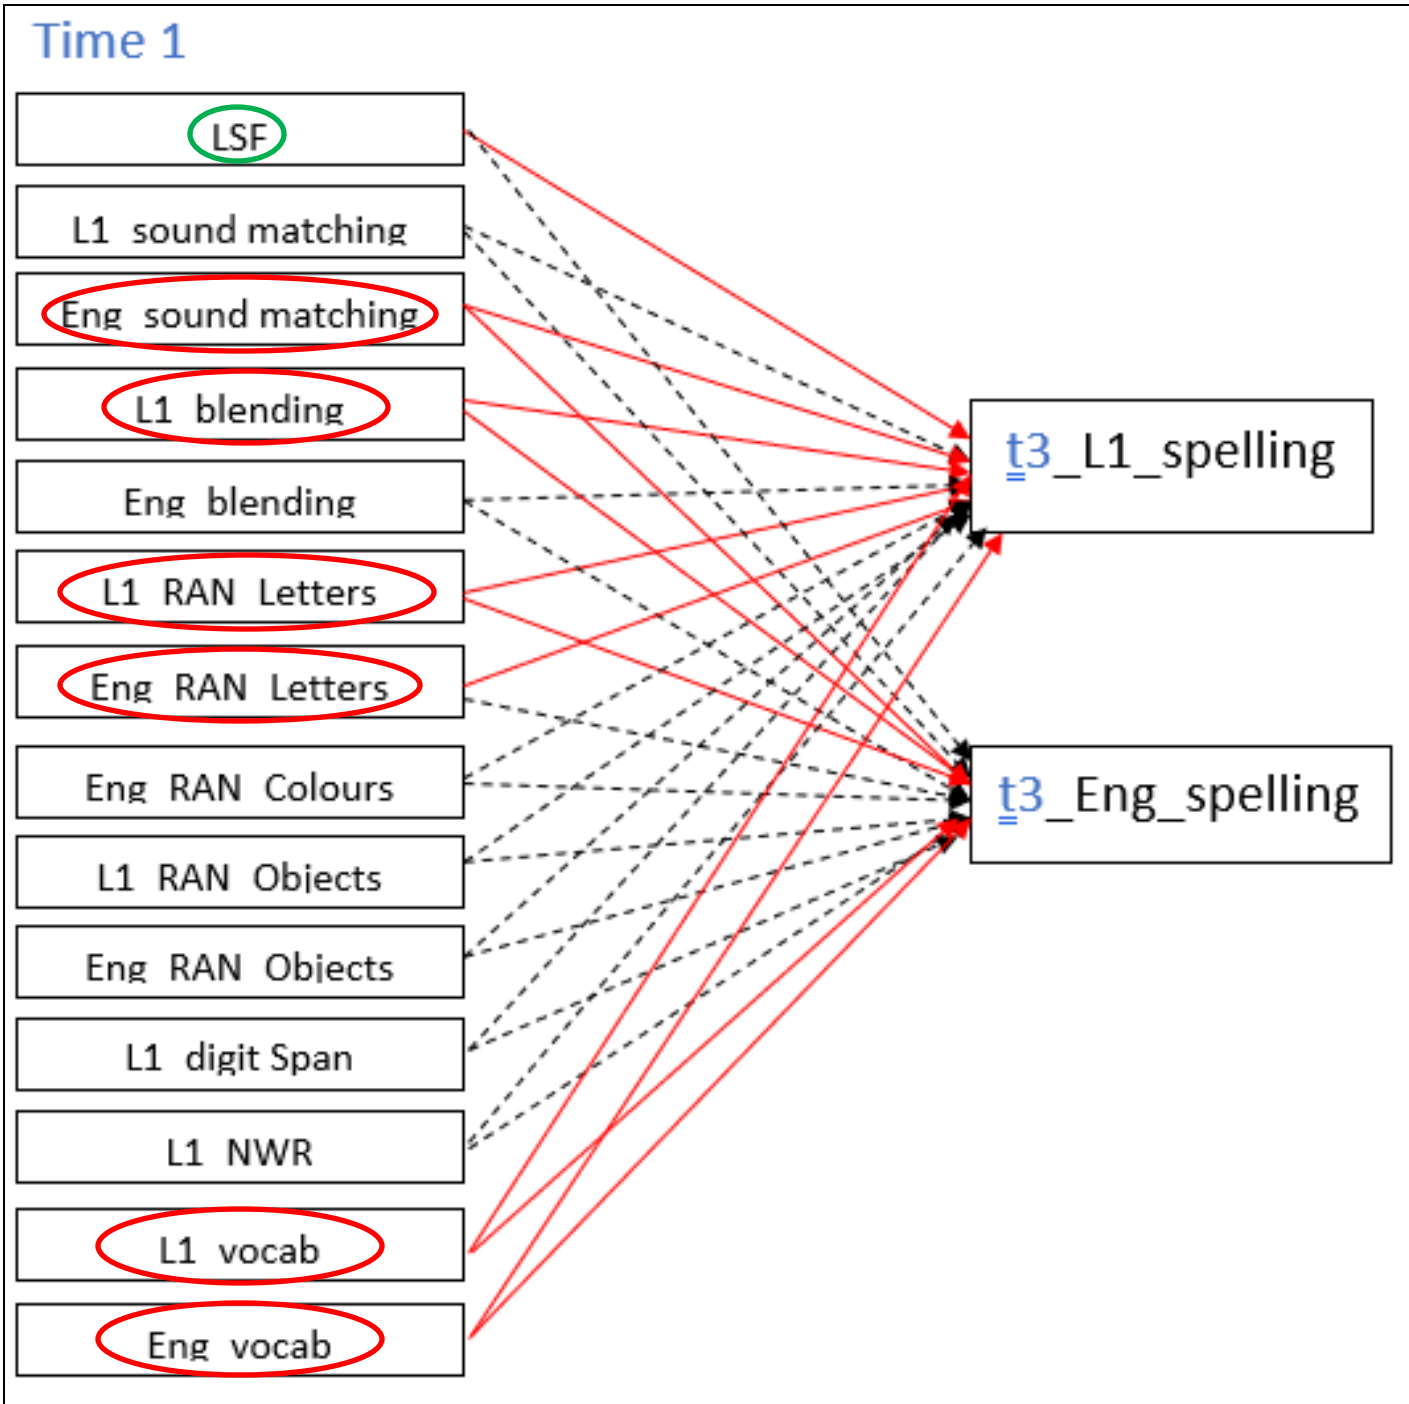 Time 1
LSF
L1 sound matching
Eng sound matching
L1 blending
t3_L1_spelling
Eng blending
L1 RAN Letters
Eng RAN Letters
Eng RAN Colours
t3_Eng_spelling
L1 RAN Objects
Eng RAN Objects
L1 digit Span
L1 NWR
L1 vocab
Eng vocab